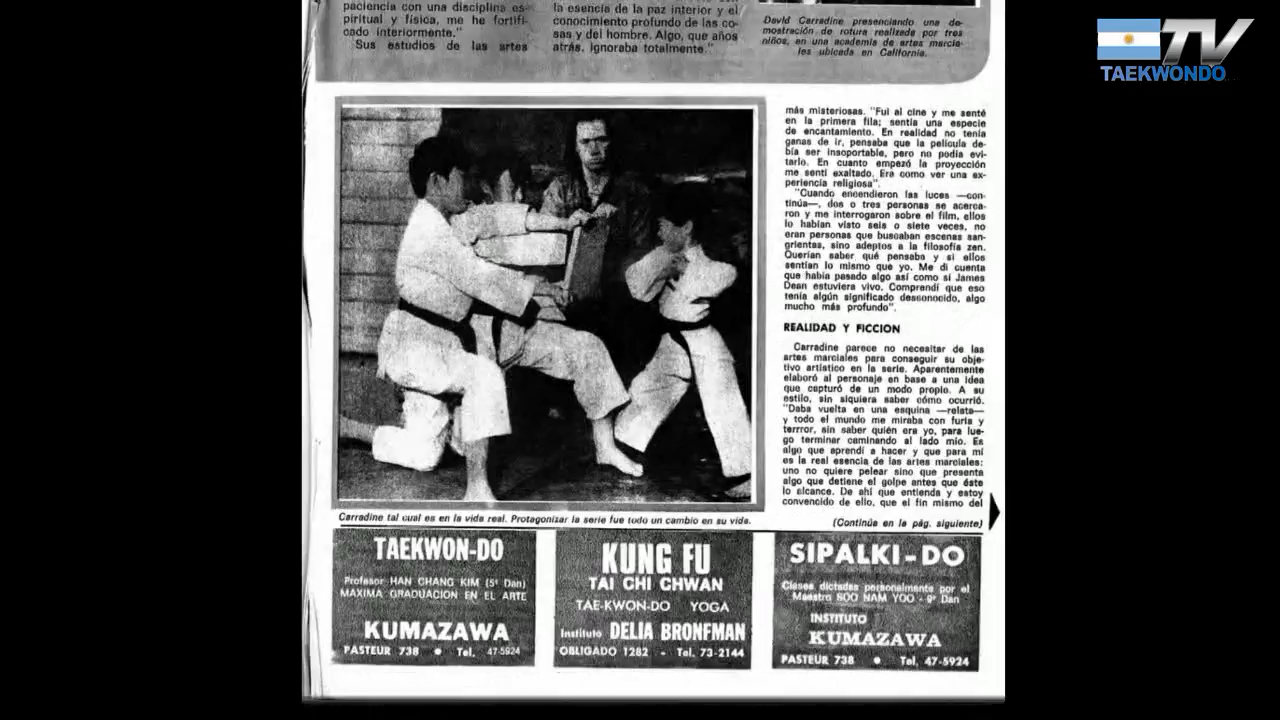 paciencia con una disciplina es-
piritual y física, me he fortifi-
cado interiormente."
Sus estudios de las artes
la esencia de la paz interior y el
conocimiento profundo de las co-
sas y del hombre. Algo, que años
atrás, ignoraba totalmente."
David Carradine presenciando una de-
mostración de rotura realizada por tres
niños, en una academia de artes marcia-
les ubicada en California.
TV
TAEKWONDO
más misteriosas. "Fui al cine y me senté
en la primera fila; sentía una especie
de encantamiento. En realidad no tenía
ganas de ir, pensaba que la película de-
bía ser insoportable, pero no podía evi-
tarlo. En cuanto empezó la proyección
me sentí exaltado. Era como ver una ex-
periencia religiosa".
"Cuando encendieron las luces —con-
tinúa—, dos o tres personas se acerca-
ron y me interrogaron sobre el film, ellos
lo habían visto seis o siete veces, no
eran personas que buscaban escenas san-
grientas, sino adeptos a la filosofía zen.
Querían saber qué pensaba y si ellos
sentían lo mismo que yo. Me di cuenta
que había pasado algo así como si James
Dean estuviera vivo. Comprendí que eso
tenía algún significado desconocido, algo
mucho más profundo".
REALIDAD Y FICCION
Carradine parece no necesitar de las
artes marciales para conseguir su obje-
tivo artístico en la serie. Aparentemente
elaboró al personaje en base a una idea
que capturó de un modo propio. A su
estilo, sin siquiera saber cómo ocurrió.
"Daba vuelta en una esquina —relata—
y todo el mundo me miraba con furia y
terrror, sin saber quién era yo, para lue-
go terminar caminando al lado mío. Es
algo que aprendí a hacer y que para mí
es la real esencia de las artes marciales:
uno no quiere pelear sino que presenta
algo que detiene el golpe antes que éste
lo alcance. De ahí que entienda y estoy
convencido de ello, que el fin mismo del
(Continúa en la pág. siguiente)
Carradine tal cual es en la vida real. Protagonizar la serie fue todo un cambio en su vida.
TAEKWON-DO
Profesor HAN CHANG KIM (5º Dan)
MAXIMA GRADUACION EN EL ARTE
KUMAZAWA
PASTEUR 738 ● Tel. 47-5924
KUNG FU
TAI CHI CHWAN
TAE-KWON-DO YOGA
Instituto DELIA BRONFMAN
OBLIGADO 1282 - Tel. 73-2144
SIPALKI-DO
Clases dictadas personalmente por el
Maestro SOO NAM YOO - 9º Dan
INSTITUTO
KUMAZAWA
PASTEUR 738 ● Tel. 47-5924